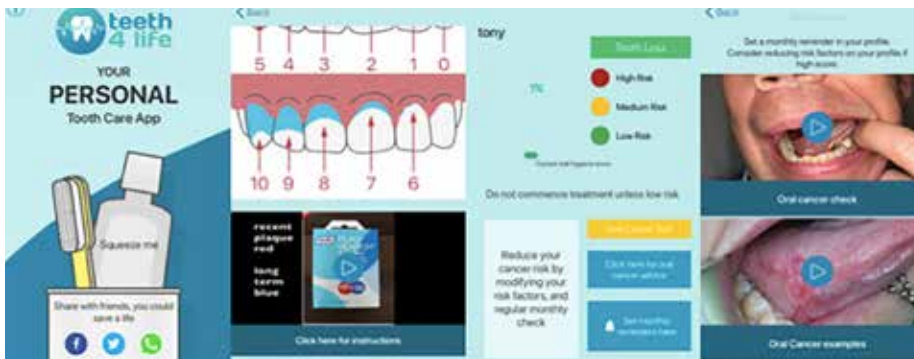 teeth
4 life
YOUR
PERSONAL
Tooth Care App
Squeeze me
Share with friends, you could
save a life
Back
5 4 3 2 1 0
10 9 8 7 6
recent
plaque
red
long
term
blue
Click here for instructions
tony
Tooth Loss
1%
High Risk
Medium Risk
Low Risk
Do not commence treatment unless low risk
Reduce your
cancer risk by
modifying your
risk factors, and
regular monthly
check
Click here for oral
cancer advice
Set monthly
reminders here
Back
Set a monthly reminder in your profile.
Consider reducing risk factors on your profile if
high score.
Oral cancer check
Oral Cancer examples